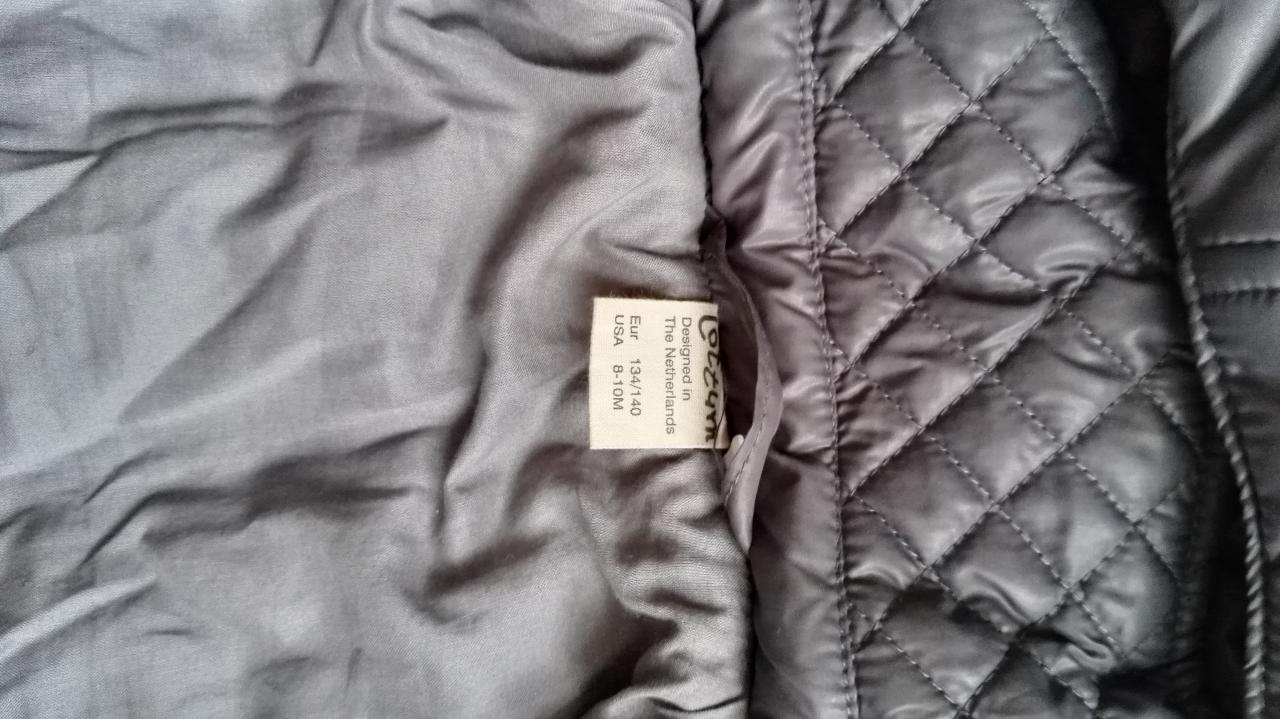 Designed in
The Netherlands
Eur 134/140
USA 8-10M